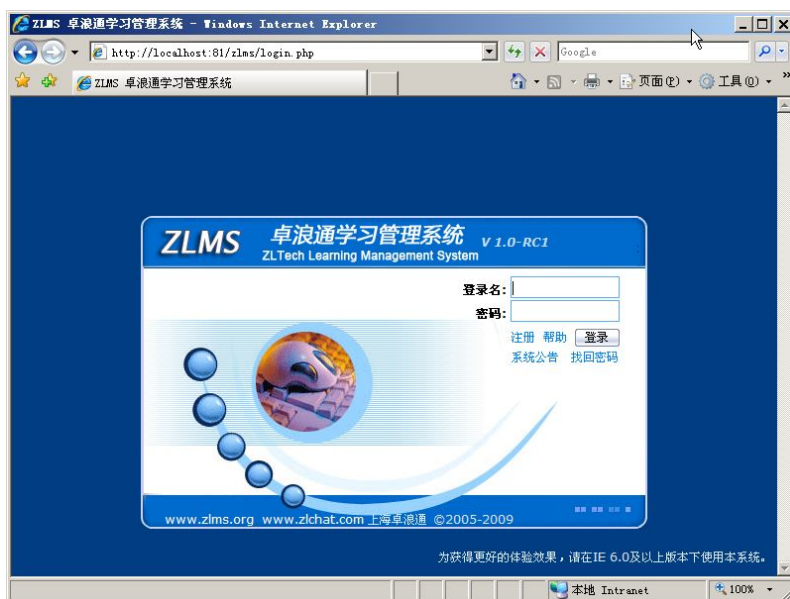 ZLMS 卓浪通学习管理系统 - Windows Internet Explorer
http://localhost:81/zlms/login.php
Google
ZLMS 卓浪通学习管理系统
页面(P)
工具(O)
»
ZLMS 卓浪通学习管理系统 V 1.0-RC1
ZLTech Learning Management System
登录名:
密码:
注册 帮助 登录
系统公告 找回密码
www.zlms.org www.zlchat.com 上海卓浪通 ©2005-2009
为获得更好的体验效果，请在IE 6.0及以上版本下使用本系统。
本地 Intranet
100%